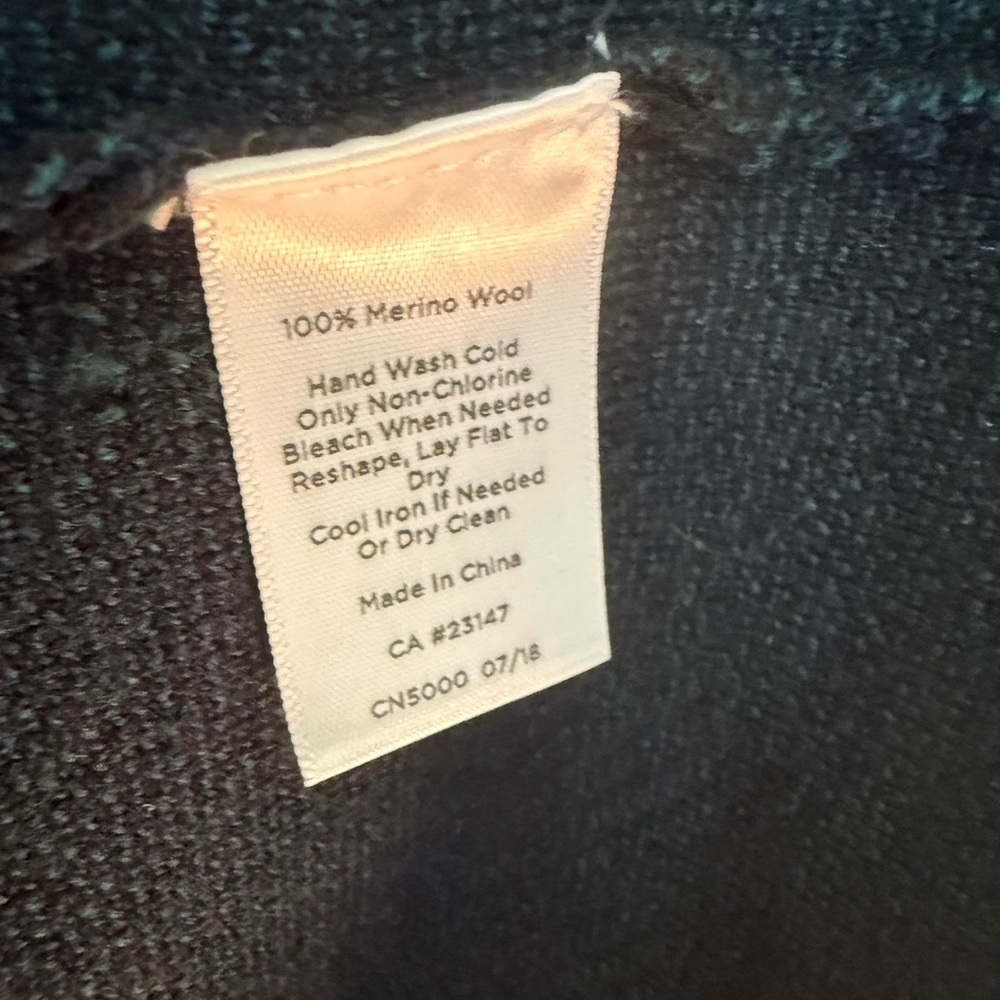 100% Merino Wool
Hand Wash Cold
Only Non-Chlorine
Bleach When Needed
Reshape, Lay Flat To
Dry
Cool Iron If Needed
Or Dry Clean
Made In China
CA #23147
CN5000 07/18